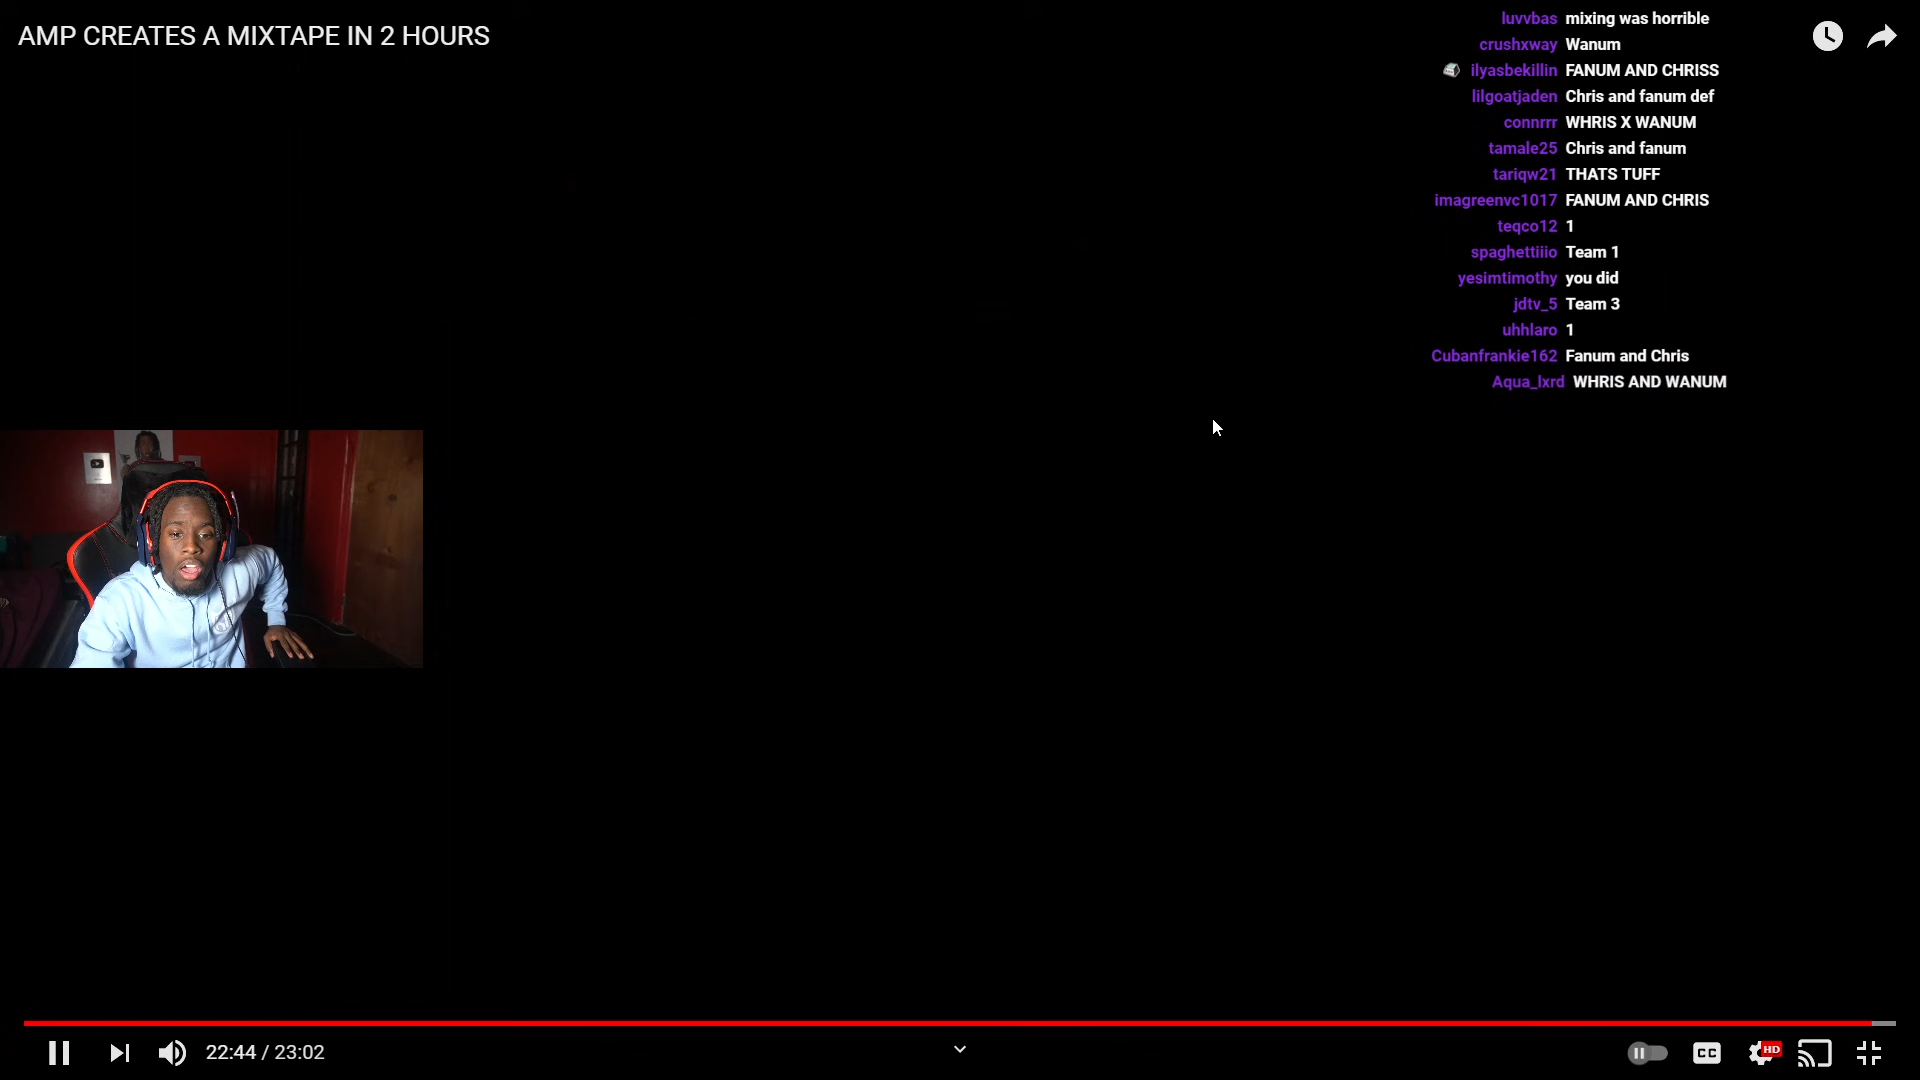 AMP CREATES A MIXTAPE IN 2 HOURS
luvvbas mixing was horrible
crushxway Wanum
ilyasbekillin FANUM AND CHRISS
lilgoatjaden Chris and fanum def
connrrr WHRIS X WANUM
tamale25 Chris and fanum
tariqw21 THATS TUFF
imagreenvc1017 FANUM AND CHRIS
teqco12 1
spaghettiiio Team 1
yesimtimothy you did
jdtv_5 Team 3
uhhlaro 1
Cubanfrankie162 Fanum and Chris
Aqua_lxrd WHRIS AND WANUM
22:44 / 23:02
CC
HD